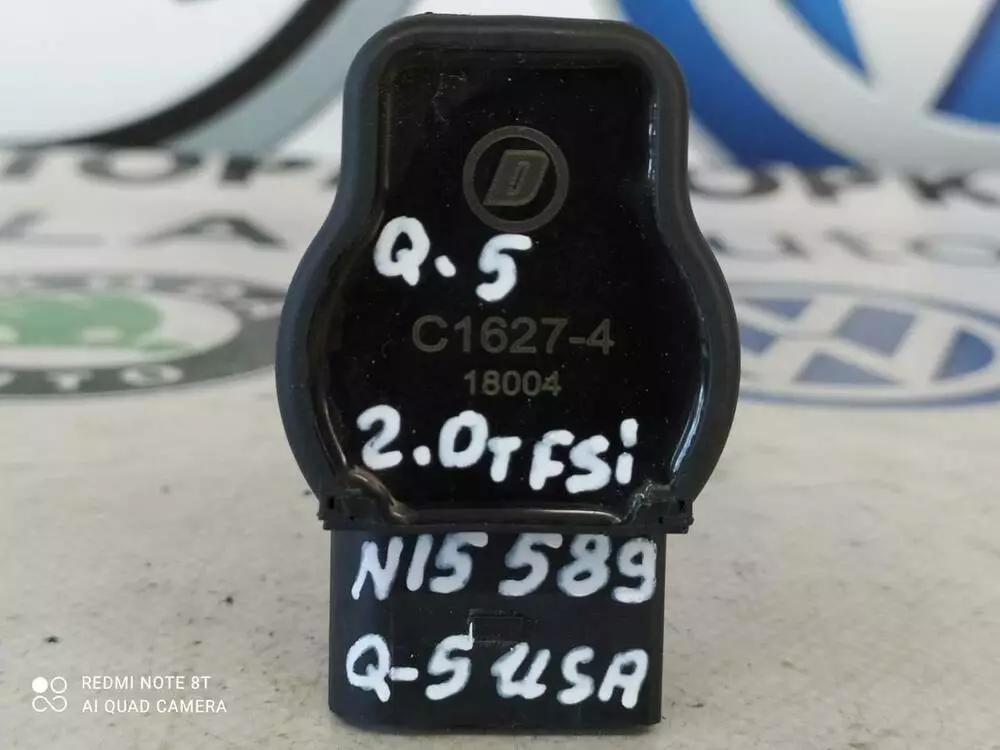 D
Q.5
C1627-4
18004
2.0TFSi
N15 589
Q-5 USA
REDMI NOTE 8T
AI QUAD CAMERA